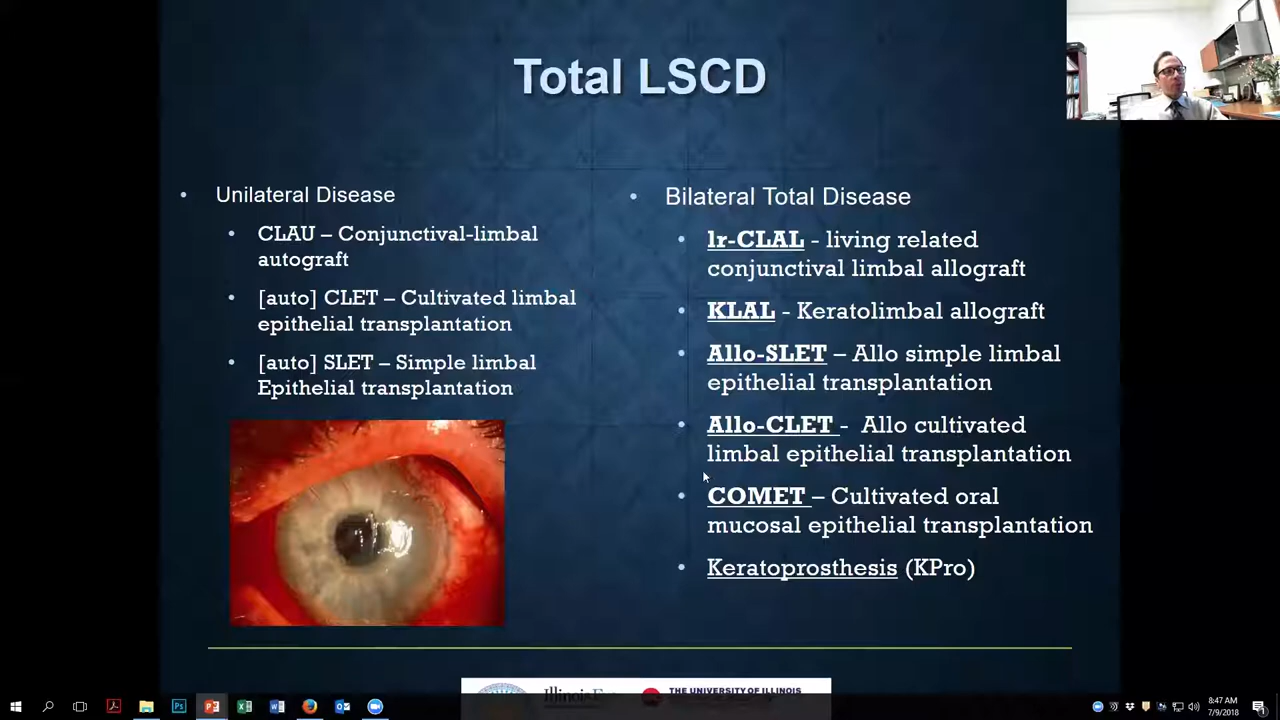 Total LSCD
• Unilateral Disease
• CLAU – Conjunctival-limbal
autograft
• [auto] CLET – Cultivated limbal
epithelial transplantation
• [auto] SLET – Simple limbal
Epithelial transplantation
• Bilateral Total Disease
• lr-CLAL - living related
conjunctival limbal allograft
• KLAL - Keratolimbal allograft
• Allo-SLET – Allo simple limbal
epithelial transplantation
• Allo-CLET - Allo cultivated
limbal epithelial transplantation
• COMET – Cultivated oral
mucosal epithelial transplantation
• Keratoprosthesis (KPro)
THE UNIVERSITY OF ILLINOIS
8:47 AM
7/9/2018